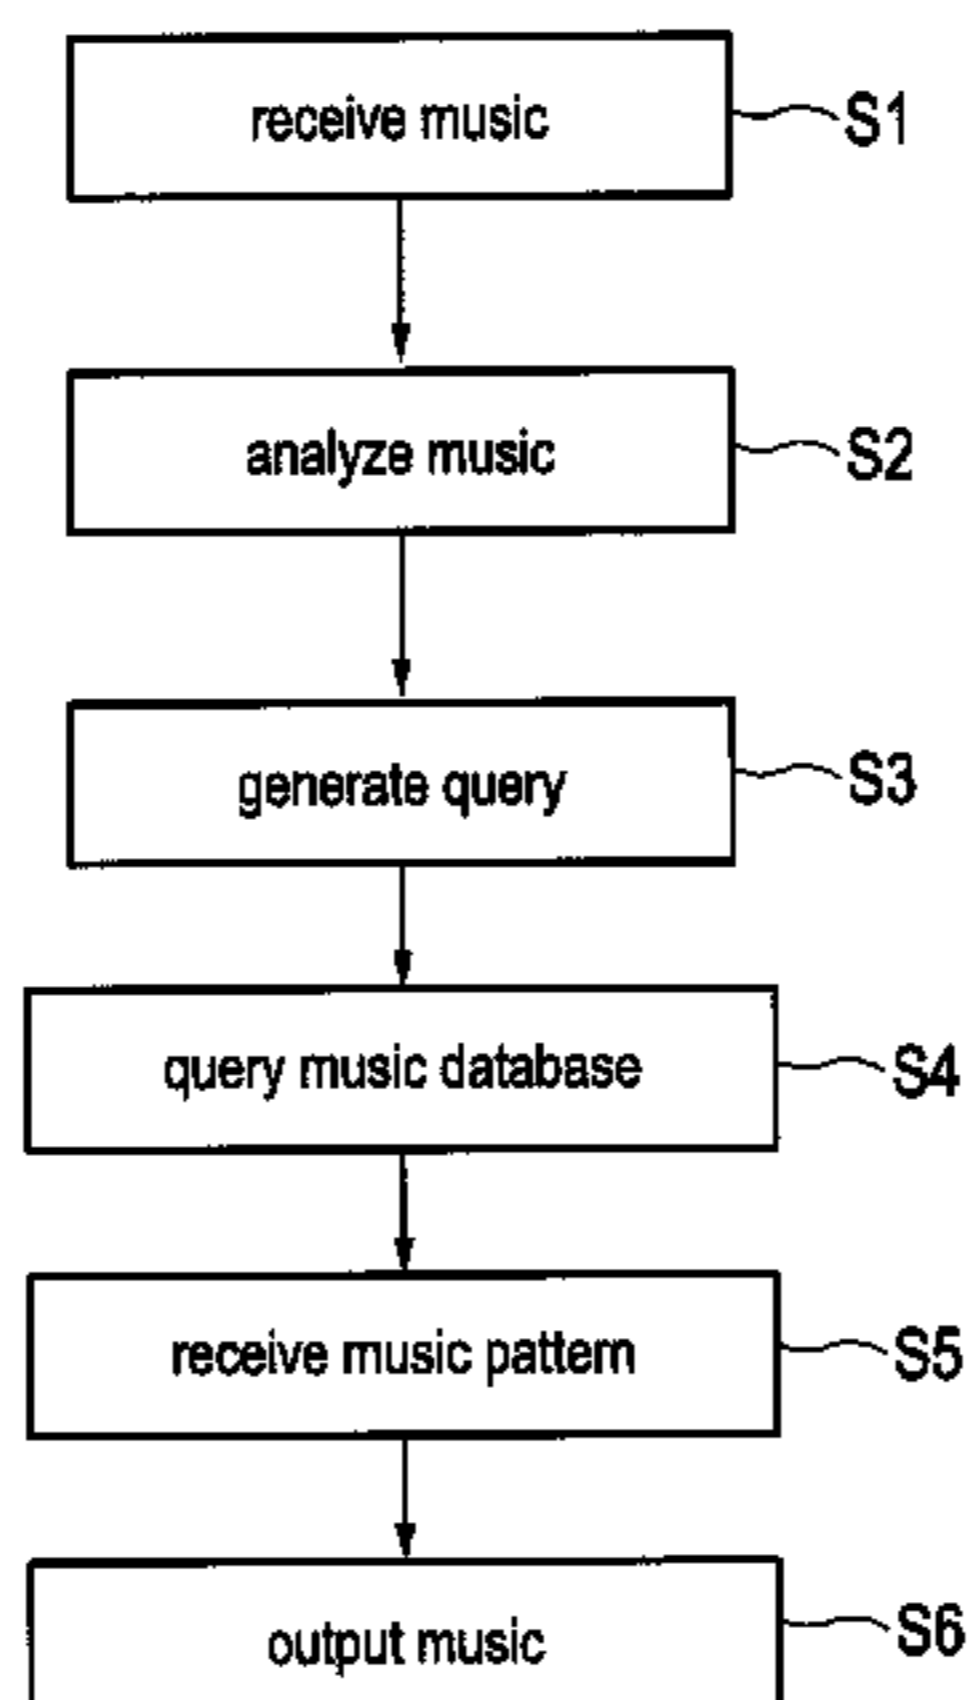 receive music S1
analyze music S2
generate query S3
query music database S4
receive music pattern S5
output music S6